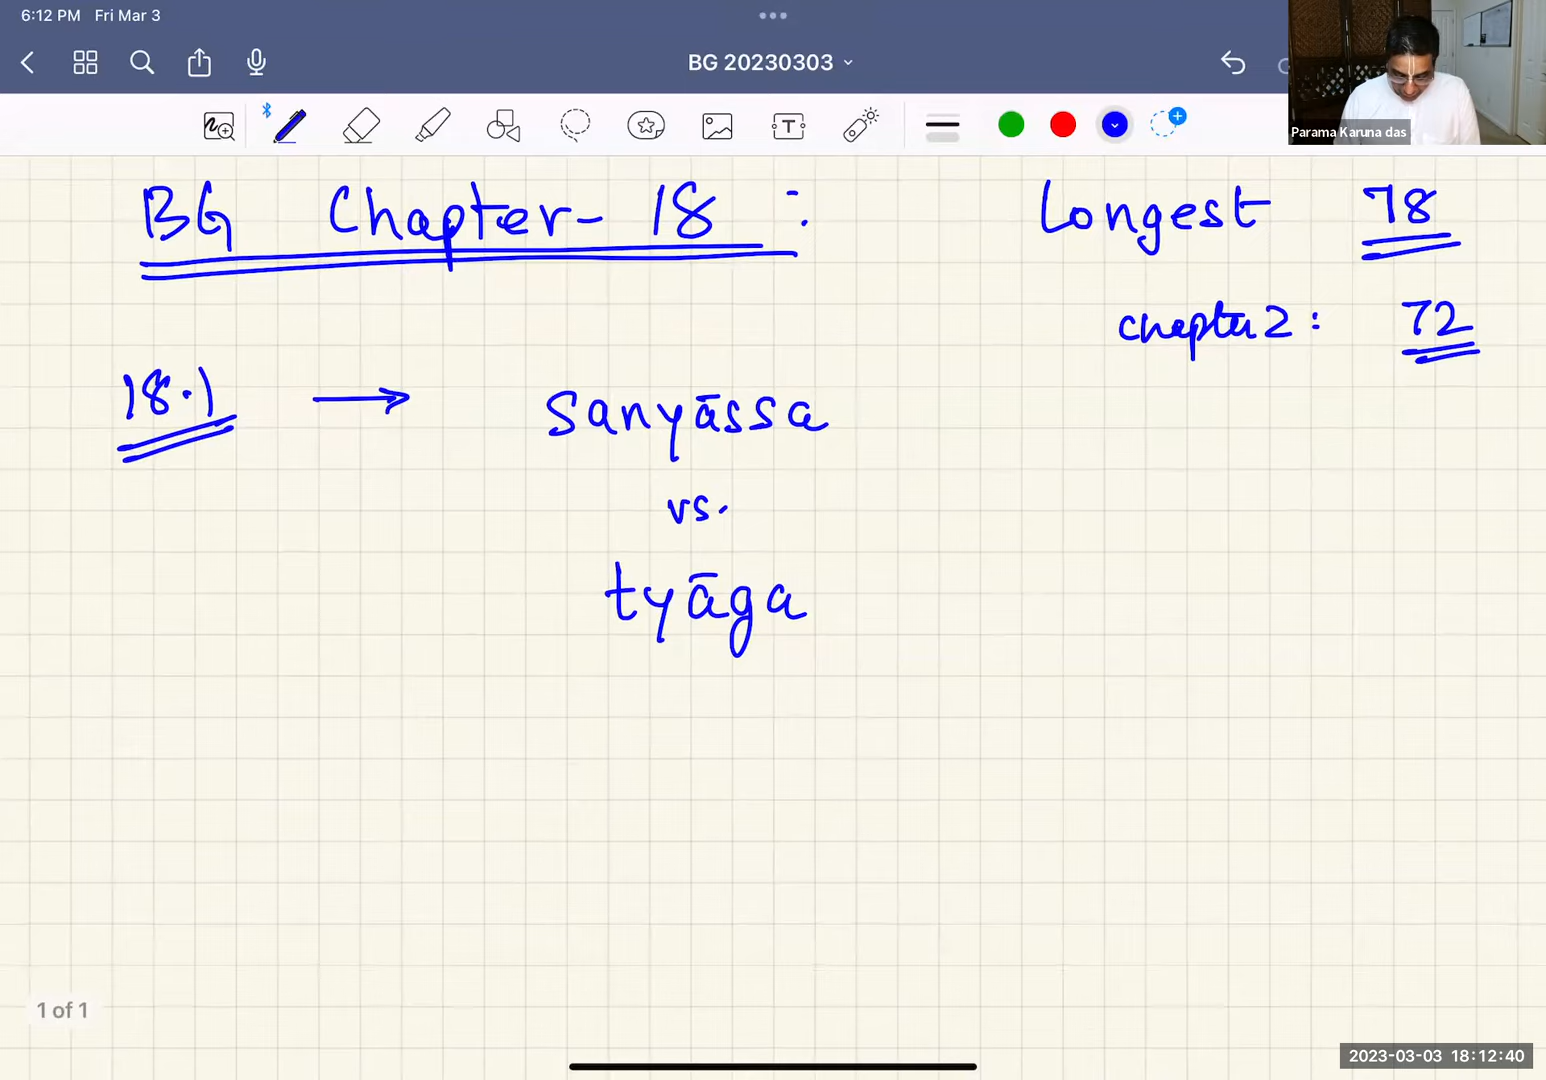 6:12 PM Fri Mar 3
BG 20230303
Parama Karuna das
BG Chapter- 18 :
Longest 78
chapter 2 : 72
18.1 → Sanyāssa
vs.
tyāga
1 of 1
2023-03-03 18:12:40